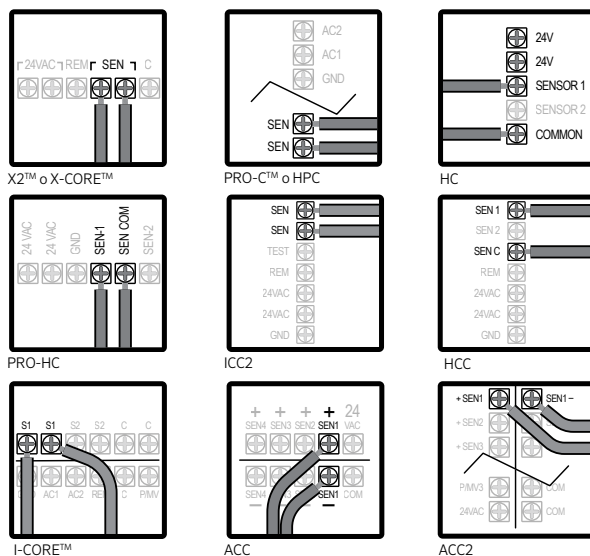 24VAC REM SEN C
X2™ o X-CORE™
AC2
AC1
GND
SEN
SEN
PRO-C™ o HPC
24V
24V
SENSOR 1
SENSOR 2
COMMON
HC
24 VAC
24 VAC
GND
SEN-1
SEN COM
SEN-2
PRO-HC
SEN
SEN
TEST
REM
24VAC
24VAC
GND
ICC2
SEN 1
SEN 2
SEN C
REM
24VAC
24VAC
GND
HCC
S1 S1 S2 S2 C C
AC1 AC2 C P/MV
I-CORE™
+ + + + 24
SEN4 SEN3 SEN2 SEN1 VAC
SEN4 SEN1 COM
− −
ACC
+ SEN1 SEN1 −
+ SEN2
+ SEN3
P/MV3 COM
24VAC COM
ACC2